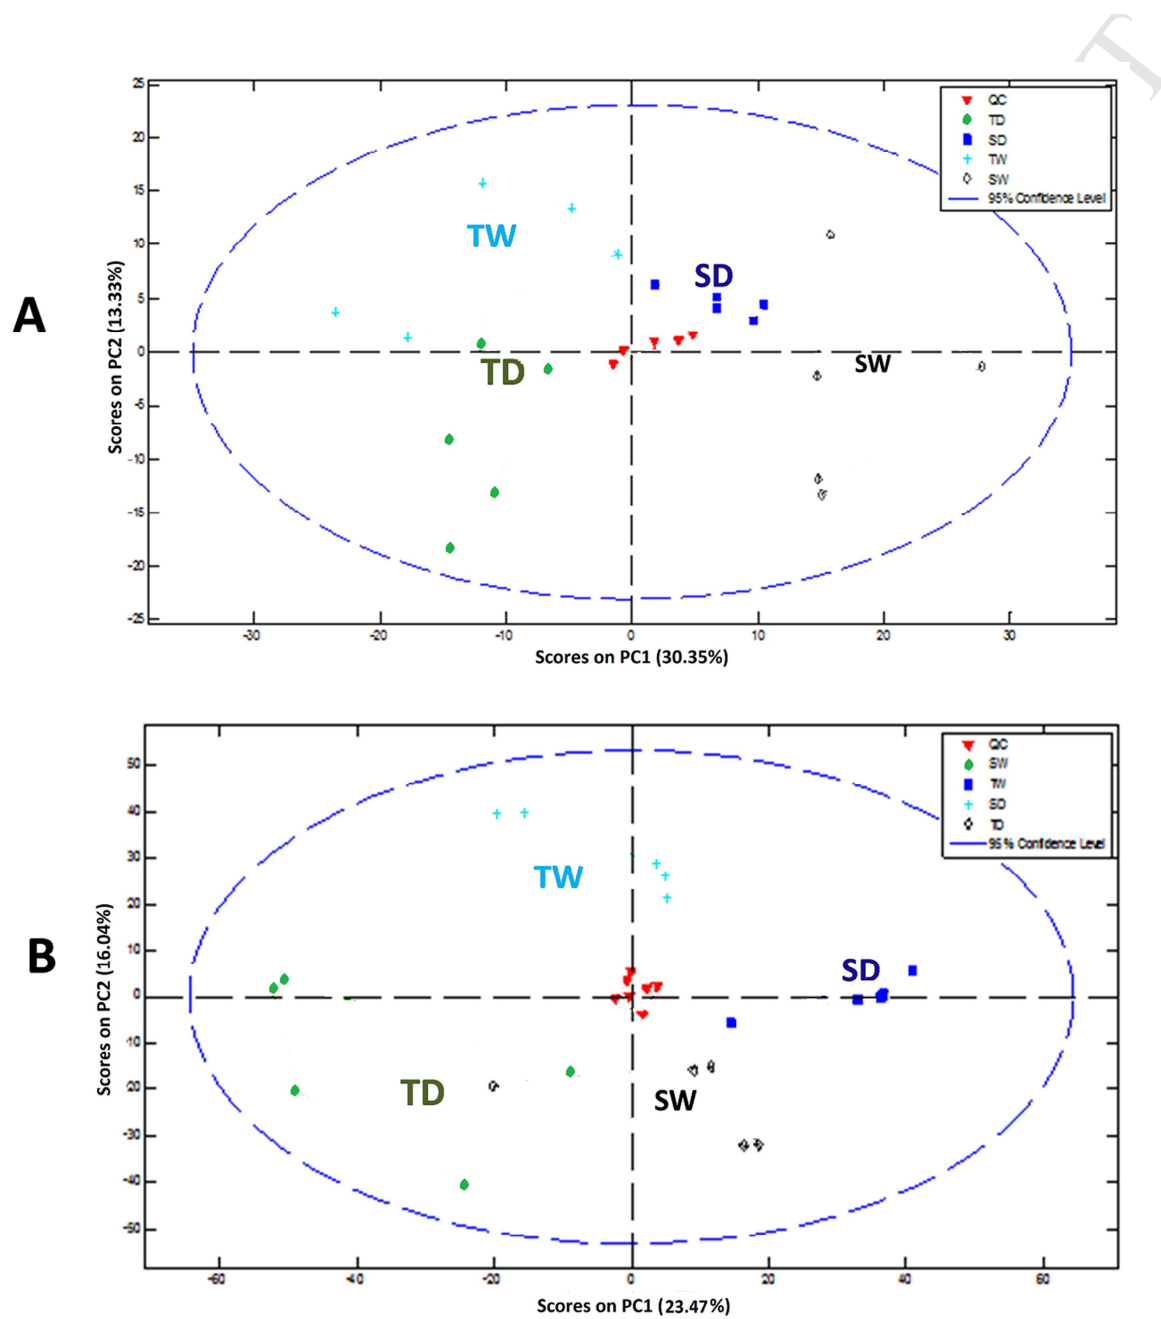 T
A
25
20
15
10
5
0
-5
-10
-15
-20
-25
Scores on PC2 (13.33%)
QC
TD
SD
TW
SW
95% Confidence Level
TW
SD
TD
SW
-30
-20
-10
0
10
20
30
Scores on PC1 (30.35%)
B
50
40
30
20
10
0
-10
-20
-30
-40
-50
Scores on PC2 (16.04%)
QC
SW
TW
SD
TD
95% Confidence Level
TW
SD
TD
SW
-60
-40
-20
0
20
40
60
Scores on PC1 (23.47%)